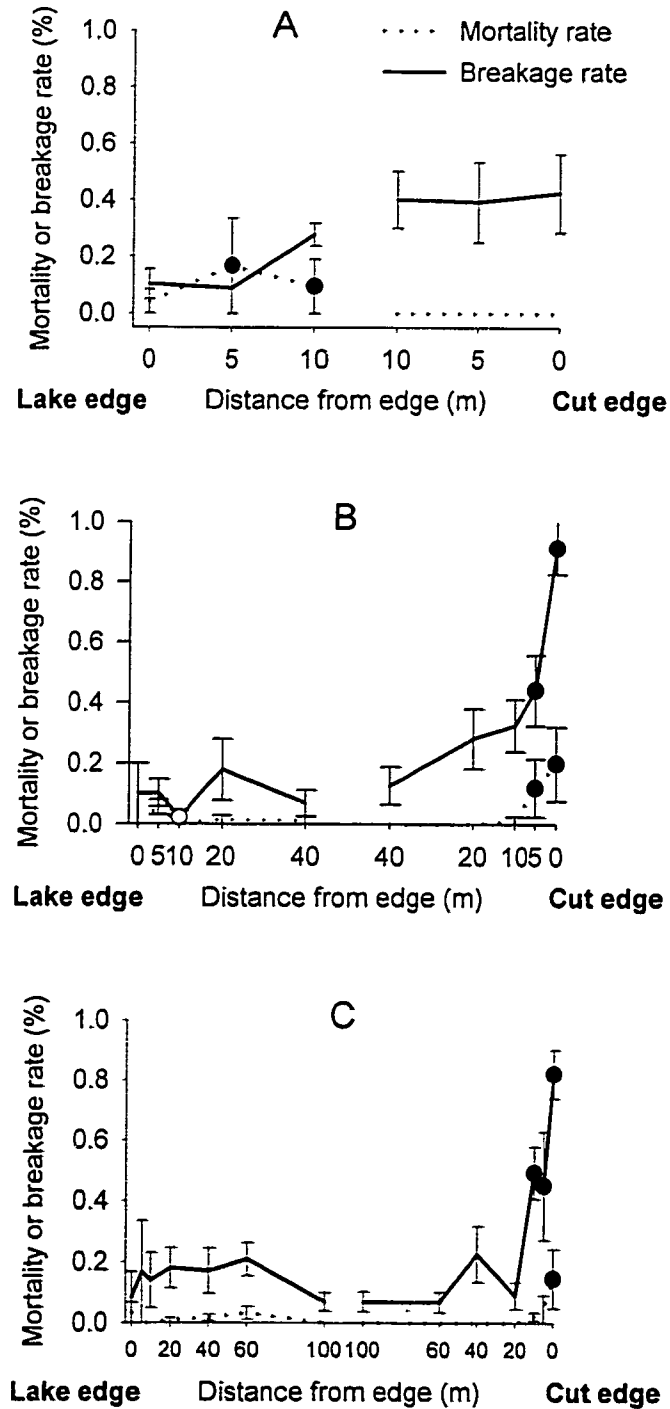 A
Mortality rate
Breakage rate
Mortality or breakage rate (%)
1.0
0.8
0.6
0.4
0.2
0.0
0 5 10 10 5 0
Lake edge Distance from edge (m) Cut edge
B
Mortality or breakage rate (%)
1.0
0.8
0.6
0.4
0.2
0.0
0 5 10 20 40 40 20 10 5 0
Lake edge Distance from edge (m) Cut edge
C
Mortality or breakage rate (%)
1.0
0.8
0.6
0.4
0.2
0.0
0 20 40 60 100 100 60 40 20 0
Lake edge Distance from edge (m) Cut edge